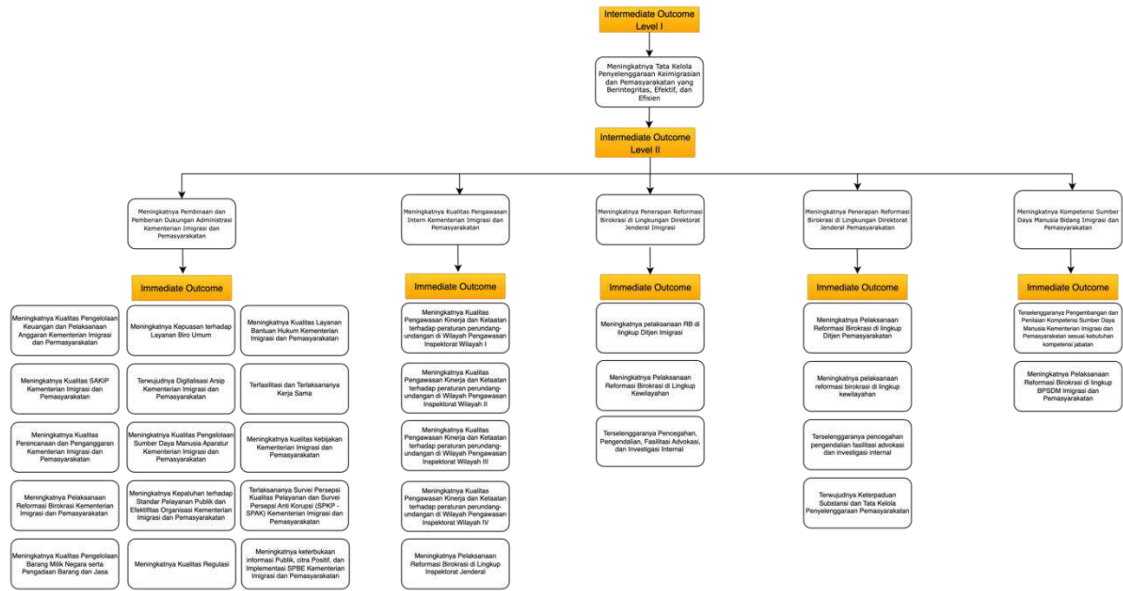 Intermediate Outcome
Level I
Meningkatnya Tata Kelola
Penyelenggaraan Keimigrasian
dan Pemasyarakatan yang
Berintegritas, Efektif, dan
Efisien
Intermediate Outcome
Level II
Meningkatnya Pembinaan dan
Pemberian Dukungan Administrasi
Kementerian Imigrasi dan
Pemasyarakatan
Meningkatnya Kualitas Pengawasan
Intern Kementerian Imigrasi dan
Pemasyarakatan
Meningkatnya Penerapan Reformasi
Birokrasi di Lingkungan Direktorat
Jenderal Imigrasi
Meningkatnya Penerapan Reformasi
Birokrasi di Lingkungan Direktorat
Jenderal Pemasyarakatan
Meningkatnya Kompetensi Sumber
Daya Manusia Bidang Imigrasi dan
Pemasyarakatan
Immediate Outcome
Meningkatnya Kualitas Pengelolaan
Keuangan dan Pelaksanaan
Anggaran Kementerian Imigrasi
dan Permasyarakatan
Meningkatnya Kepuasan terhadap
Layanan Biro Umum
Meningkatnya Kualitas Layanan
Bantuan Hukum Kementerian
Imigrasi dan Pemasyarakatan
Meningkatnya Kualitas SAKIP
Kementerian Imigrasi dan
Pemasyarakatan
Terwujudnya Digitalisasi Arsip
Kementerian Imigrasi dan
Pemasyarakatan
Terfasilitasi dan Terlaksananya
Kerja Sama
Meningkatnya Kualitas
Perencanaan dan Penganggaran
Kementerian Imigrasi dan
Pemasyarakatan
Meningkatnya Kualitas Pengelolaan
Sumber Daya Manusia Aparatur
Kementerian Imigrasi dan
Pemasyarakatan
Meningkatnya kualitas kebijakan
Kementerian Imigrasi dan
Pemasyarakatan
Meningkatnya Pelaksanaan
Reformasi Birokrasi Kementerian
Imigrasi dan Pemasyarakatan
Meningkatnya Kepatuhan terhadap
Standar Pelayanan Publik dan
Efektifitas Organisasi Kementerian
Imigrasi dan Pemasyarakatan
Terlaksananya Survei Persepsi
Kualitas Pelayanan dan Survei
Persepsi Anti Korupsi (SPKP -
SPAK) Kementerian Imigrasi dan
Pemasyarakatan
Meningkatnya Kualitas Pengelolaan
Barang Milik Negara serta
Pengadaan Barang dan Jasa
Meningkatnya Kualitas Regulasi
Meningkatnya keterbukaan
informasi Publik, citra Positif, dan
Implementasi SPBE Kementerian
Imigrasi dan Pemasyarakatan
Immediate Outcome
Meningkatnya Kualitas
Pengawasan Kinerja dan Ketaatan
terhadap peraturan perundang-
undangan di Wilayah Pengawasan
Inspektorat Wilayah I
Meningkatnya Kualitas
Pengawasan Kinerja dan Ketaatan
terhadap peraturan perundang-
undangan di Wilayah Pengawasan
Inspektorat Wilayah II
Meningkatnya Kualitas
Pengawasan Kinerja dan Ketaatan
terhadap peraturan perundang-
undangan di Wilayah Pengawasan
Inspektorat Wilayah III
Meningkatnya Kualitas
Pengawasan Kinerja dan Ketaatan
terhadap peraturan perundang-
undangan di Wilayah Pengawasan
Inspektorat Wilayah IV
Meningkatnya Pelaksanaan
Reformasi Birokrasi di Lingkup
Inspektorat Jenderal
Immediate Outcome
Meningkatnya pelaksanaan RB di
lingkup Ditjen Imigrasi
Meningkatnya Pelaksanaan
Reformasi Birokrasi di Lingkup
Kewilayahan
Terselenggaranya Pencegahan,
Pengendalian, Fasilitasi Advokasi,
dan Investigasi Internal
Immediate Outcome
Meningkatnya Pelaksanaan
Reformasi Birokrasi di lingkup
Ditjen Pemasyarakatan
Meningkatnya pelaksanaan
reformasi birokrasi di lingkup
kewilayahan
Terselenggaranya pencegahan
pengendalian fasilitasi advokasi
dan investigasi internal
Terwujudnya Keterpaduan
Substansi dan Tata Kelola
Penyelenggaraan Pemasyarakatan
Immediate Outcome
Terselenggaranya Pengembangan dan
Penilaian Kompetensi Sumber Daya
Manusia Kementerian Imigrasi dan
Pemasyarakatan sesuai kebutuhan
kompetensi jabatan
Meningkatnya Pelaksanaan
Reformasi Birokrasi di lingkup
BPSDM Imigrasi dan
Pemasyarakatan